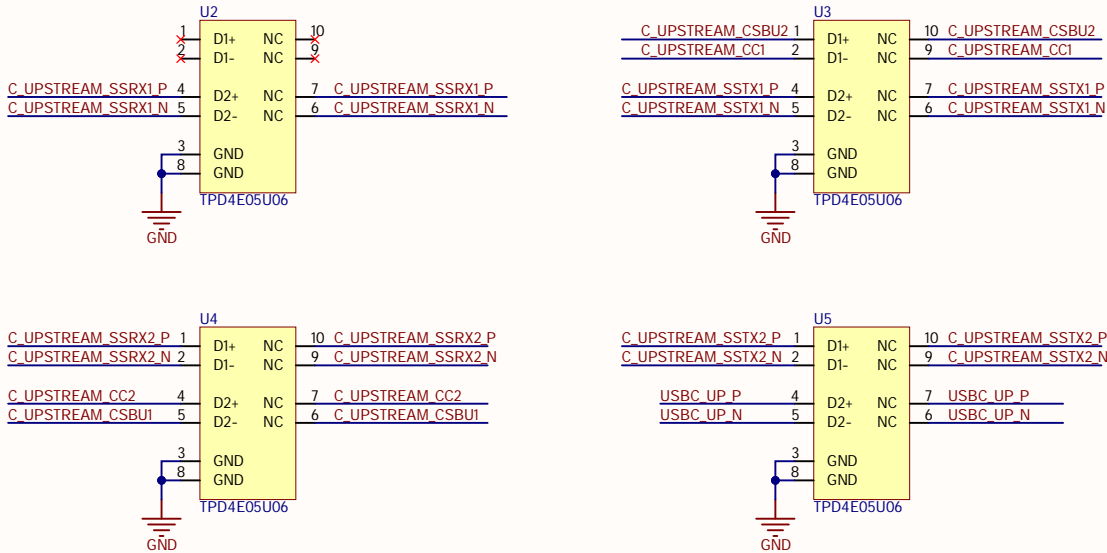 U2
1 D1+ NC 10
2 D1- NC 9
C_UPSTREAM_SSRX1_P 4 D2+ NC 7 C_UPSTREAM_SSRX1_P
C_UPSTREAM_SSRX1_N 5 D2- NC 6 C_UPSTREAM_SSRX1_N
3 GND
8 GND
TPD4E05U06
GND
U3
C_UPSTREAM_CSBU2 1 D1+ NC 10 C_UPSTREAM_CSBU2
C_UPSTREAM_CC1 2 D1- NC 9 C_UPSTREAM_CC1
C_UPSTREAM_SSTX1_P 4 D2+ NC 7 C_UPSTREAM_SSTX1_P
C_UPSTREAM_SSTX1_N 5 D2- NC 6 C_UPSTREAM_SSTX1_N
3 GND
8 GND
TPD4E05U06
GND
U4
C_UPSTREAM_SSRX2_P 1 D1+ NC 10 C_UPSTREAM_SSRX2_P
C_UPSTREAM_SSRX2_N 2 D1- NC 9 C_UPSTREAM_SSRX2_N
C_UPSTREAM_CC2 4 D2+ NC 7 C_UPSTREAM_CC2
C_UPSTREAM_CSBU1 5 D2- NC 6 C_UPSTREAM_CSBU1
3 GND
8 GND
TPD4E05U06
GND
U5
C_UPSTREAM_SSTX2_P 1 D1+ NC 10 C_UPSTREAM_SSTX2_P
C_UPSTREAM_SSTX2_N 2 D1- NC 9 C_UPSTREAM_SSTX2_N
USBC_UP_P 4 D2+ NC 7 USBC_UP_P
USBC_UP_N 5 D2- NC 6 USBC_UP_N
3 GND
8 GND
TPD4E05U06
GND